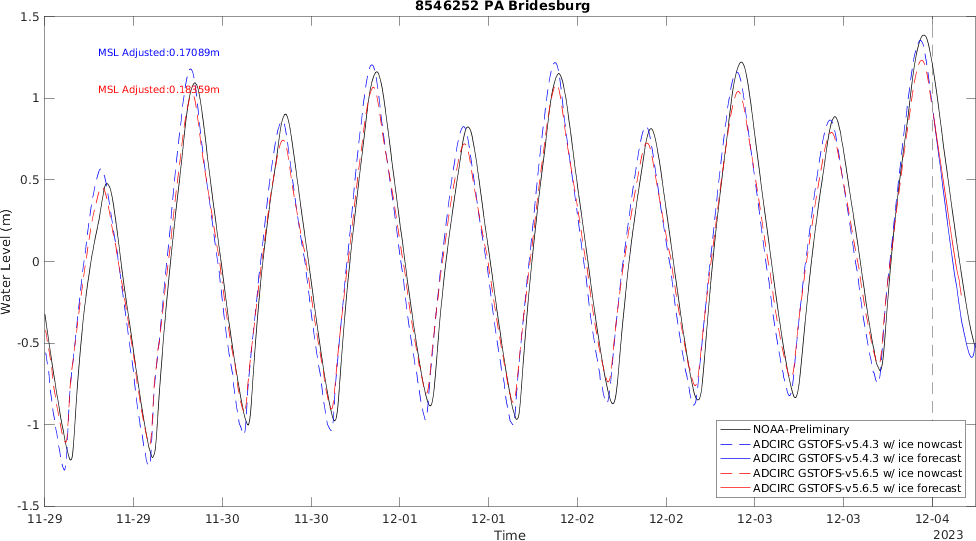 8546252 PA Bridesburg
1.5
1
0.5
0
-0.5
-1
-1.5
Water Level (m)
MSL Adjusted:0.17089m
MSL Adjusted:0.18359m
NOAA-Preliminary
ADCIRC GSTOFS-v5.4.3 w/ ice nowcast
ADCIRC GSTOFS-v5.4.3 w/ ice forecast
ADCIRC GSTOFS-v5.6.5 w/ ice nowcast
ADCIRC GSTOFS-v5.6.5 w/ ice forecast
11-29 11-29 11-30 11-30 12-01 12-01 12-02 12-02 12-03 12-03 12-04
Time
2023